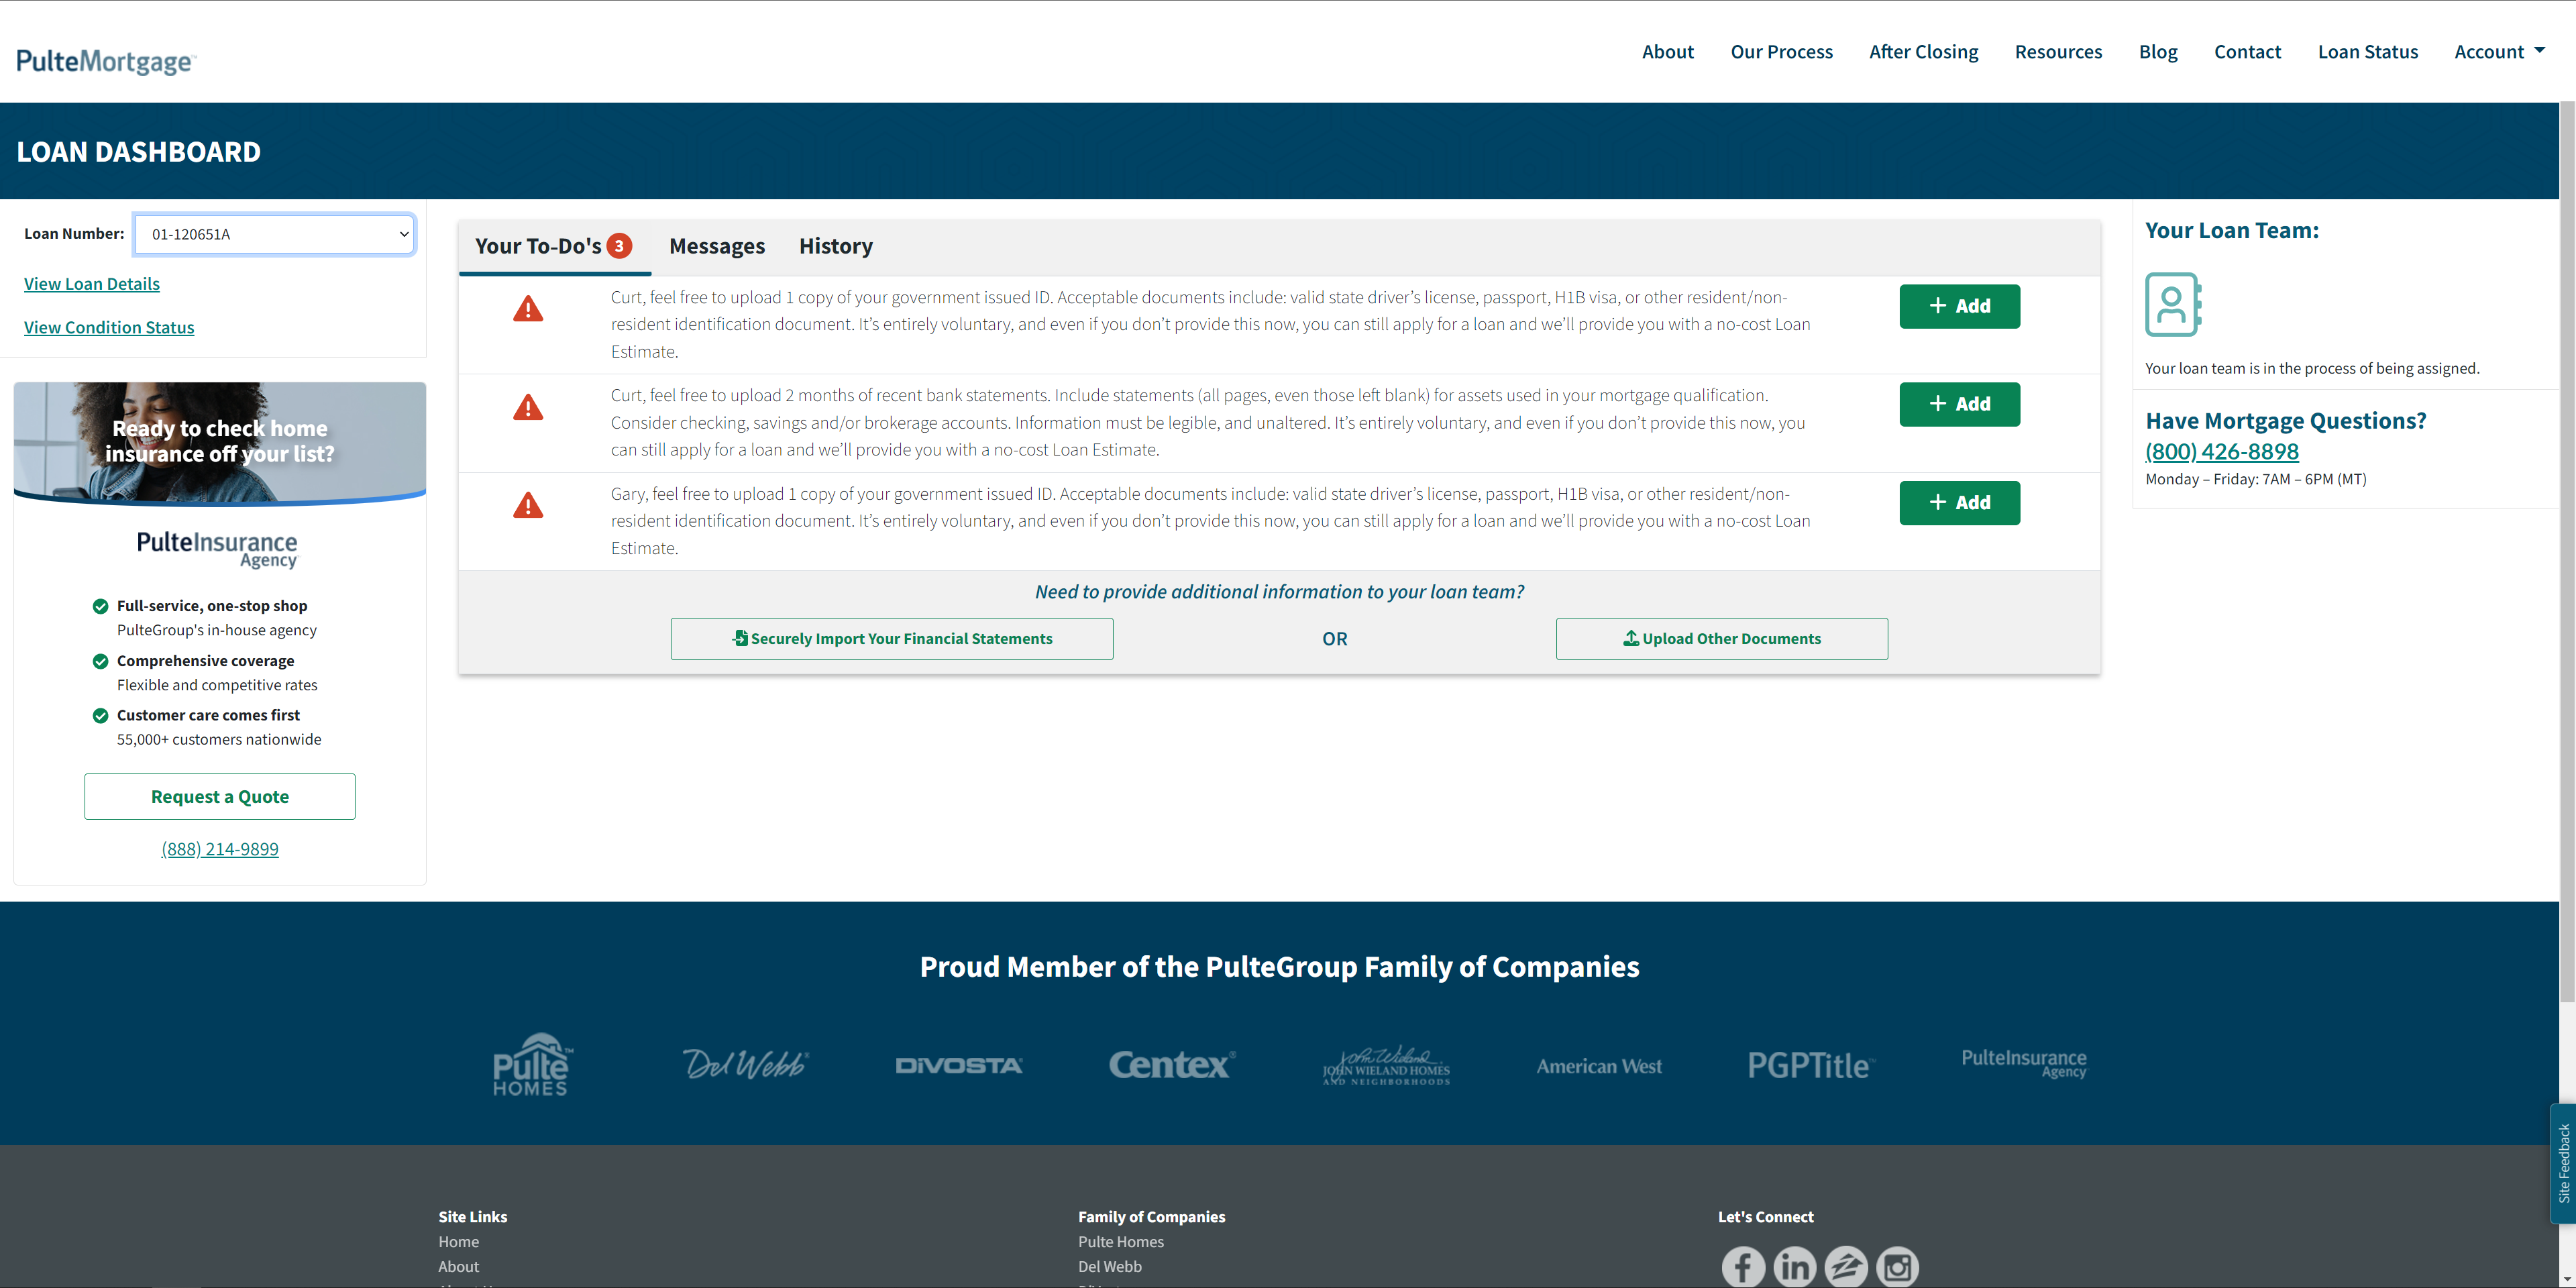 PulteMortgage
About Our Process After Closing Resources Blog Contact Loan Status Account
LOAN DASHBOARD
Loan Number: 01-120651A
View Loan Details
View Condition Status
Ready to check home
insurance off your list?
PulteInsurance
Agency
Full-service, one-stop shop
PulteGroup's in-house agency
Comprehensive coverage
Flexible and competitive rates
Customer care comes first
55,000+ customers nationwide
Request a Quote
(888) 214-9899
Your To-Do's 3 Messages History
Curt, feel free to upload 1 copy of your government issued ID. Acceptable documents include: valid state driver’s license, passport, H1B visa, or other resident/non-
resident identification document. It’s entirely voluntary, and even if you don’t provide this now, you can still apply for a loan and we’ll provide you with a no-cost Loan
Estimate.
+ Add
Curt, feel free to upload 2 months of recent bank statements. Include statements (all pages, even those left blank) for assets used in your mortgage qualification.
Consider checking, savings and/or brokerage accounts. Information must be legible, and unaltered. It’s entirely voluntary, and even if you don’t provide this now, you
can still apply for a loan and we’ll provide you with a no-cost Loan Estimate.
+ Add
Gary, feel free to upload 1 copy of your government issued ID. Acceptable documents include: valid state driver’s license, passport, H1B visa, or other resident/non-
resident identification document. It’s entirely voluntary, and even if you don’t provide this now, you can still apply for a loan and we’ll provide you with a no-cost Loan
Estimate.
+ Add
Need to provide additional information to your loan team?
Securely Import Your Financial Statements OR Upload Other Documents
Your Loan Team:
Your loan team is in the process of being assigned.
Have Mortgage Questions?
(800) 426-8898
Monday – Friday: 7AM – 6PM (MT)
Proud Member of the PulteGroup Family of Companies
Pulte™
HOMES
Del Webb®
DiVOSTA
Centex®
John Wieland
JOHN WIELAND HOMES
AND NEIGHBORHOODS
American West
PGPTitle™
PulteInsurance
Agency
Site Feedback
Site Links
Home
About
Family of Companies
Pulte Homes
Del Webb
Let's Connect